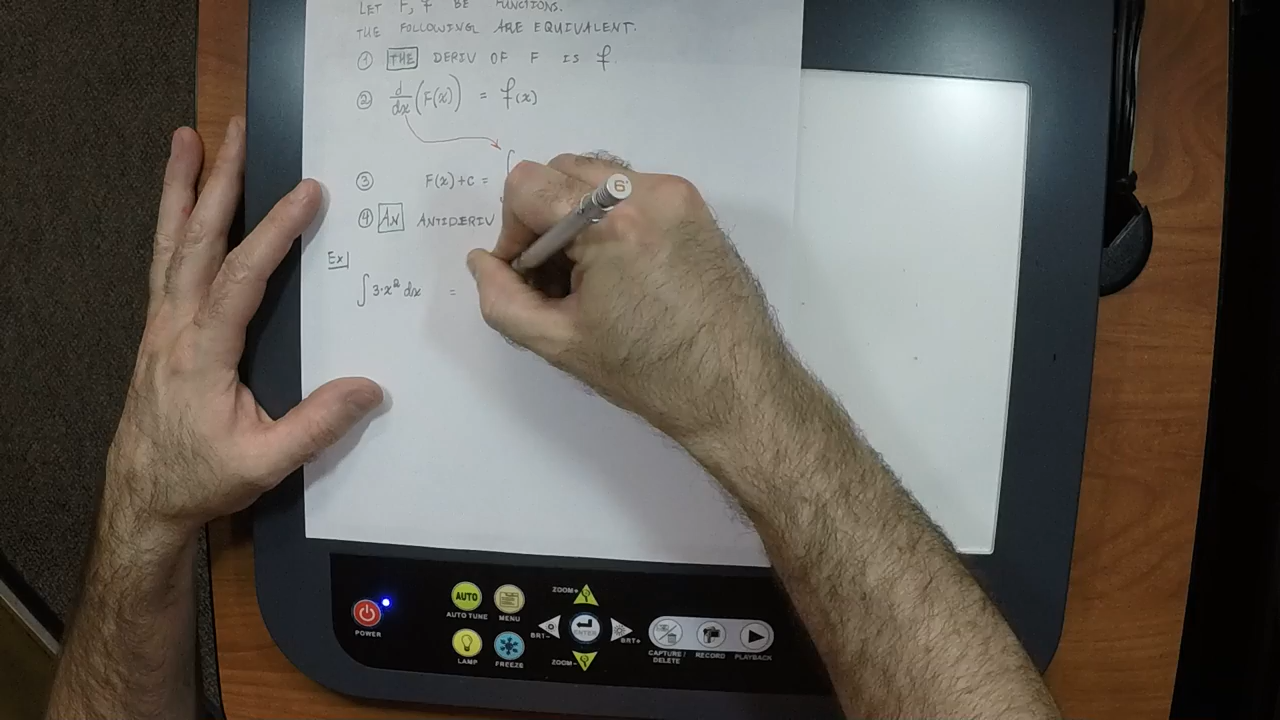 LET F, f BE FUNCTIONS.
THE FOLLOWING ARE EQUIVALENT.
① THE DERIV OF F IS f.
② d/dx (F(x)) = f(x)
③ F(x)+C = ∫
④ AN ANTIDERIV
Ex
∫ 3·x² dx =
6
POWER
AUTO
AUTO TUNE
MENU
LAMP
FREEZE
ZOOM+
BRT-
ENTER
BRT+
ZOOM-
CAPTURE / DELETE
RECORD
PLAYBACK